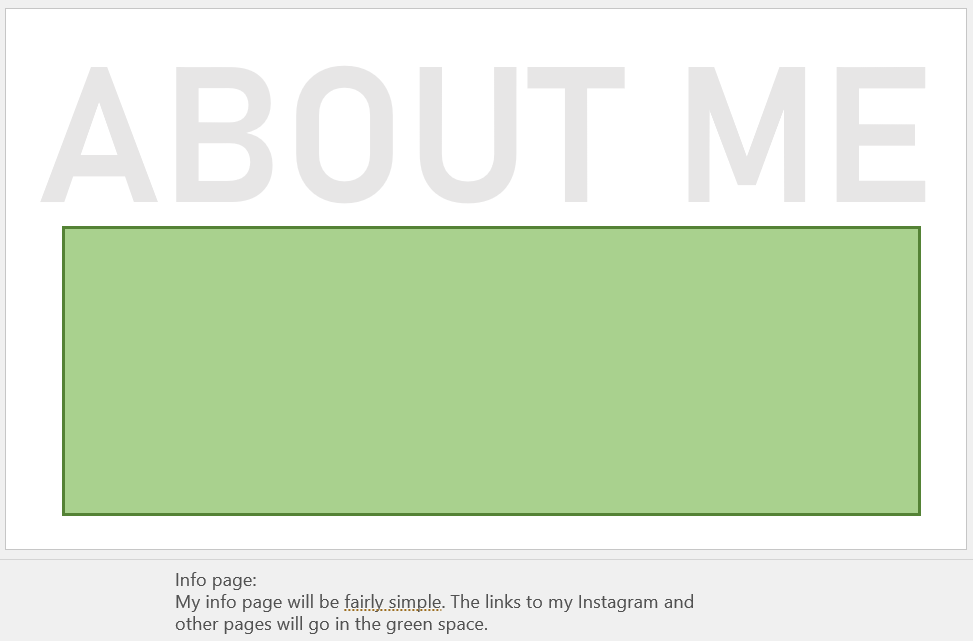 ABOUT ME
Info page:
My info page will be fairly simple. The links to my Instagram and
other pages will go in the green space.